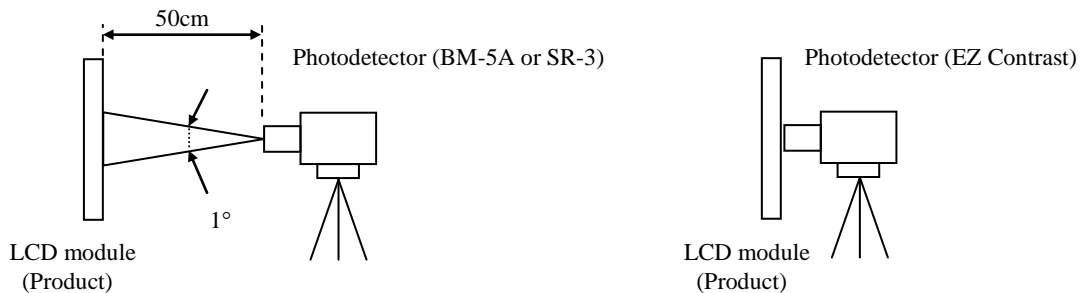 50cm
Photodetector (BM-5A or SR-3)
1°
LCD module
(Product)
Photodetector (EZ Contrast)
LCD module
(Product)